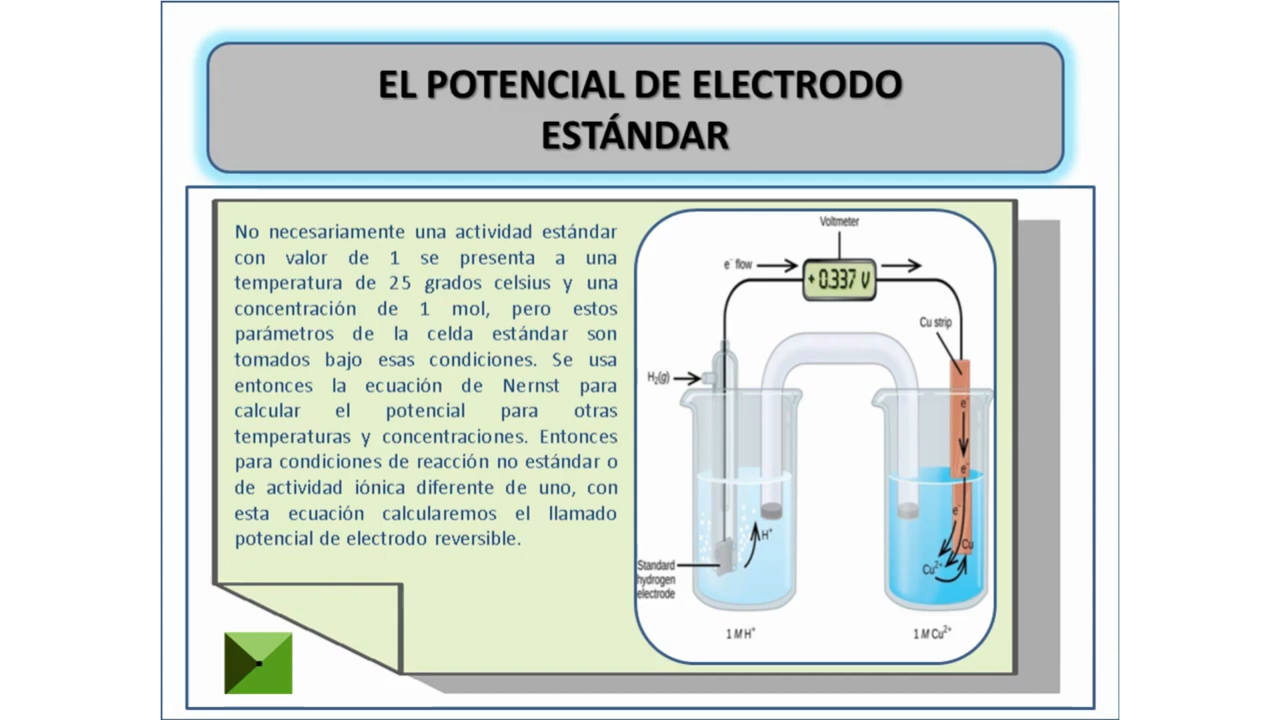 EL POTENCIAL DE ELECTRODO
ESTÁNDAR
No necesariamente una actividad estándar
con valor de 1 se presenta a una
temperatura de 25 grados celsius y una
concentración de 1 mol, pero estos
parámetros de la celda estándar son
tomados bajo esas condiciones. Se usa
entonces la ecuación de Nernst para
calcular el potencial para otras
temperaturas y concentraciones. Entonces
para condiciones de reacción no estándar o
de actividad iónica diferente de uno, con
esta ecuación calcularemos el llamado
potencial de electrodo reversible.
Voltmeter
e⁻ flow
+ 0.337 V
Cu strip
H₂(g)
e⁻
e⁻
e⁻
H⁺
Cu
Cu²⁺
Standard
hydrogen
electrode
1 M H⁺
1 M Cu²⁺